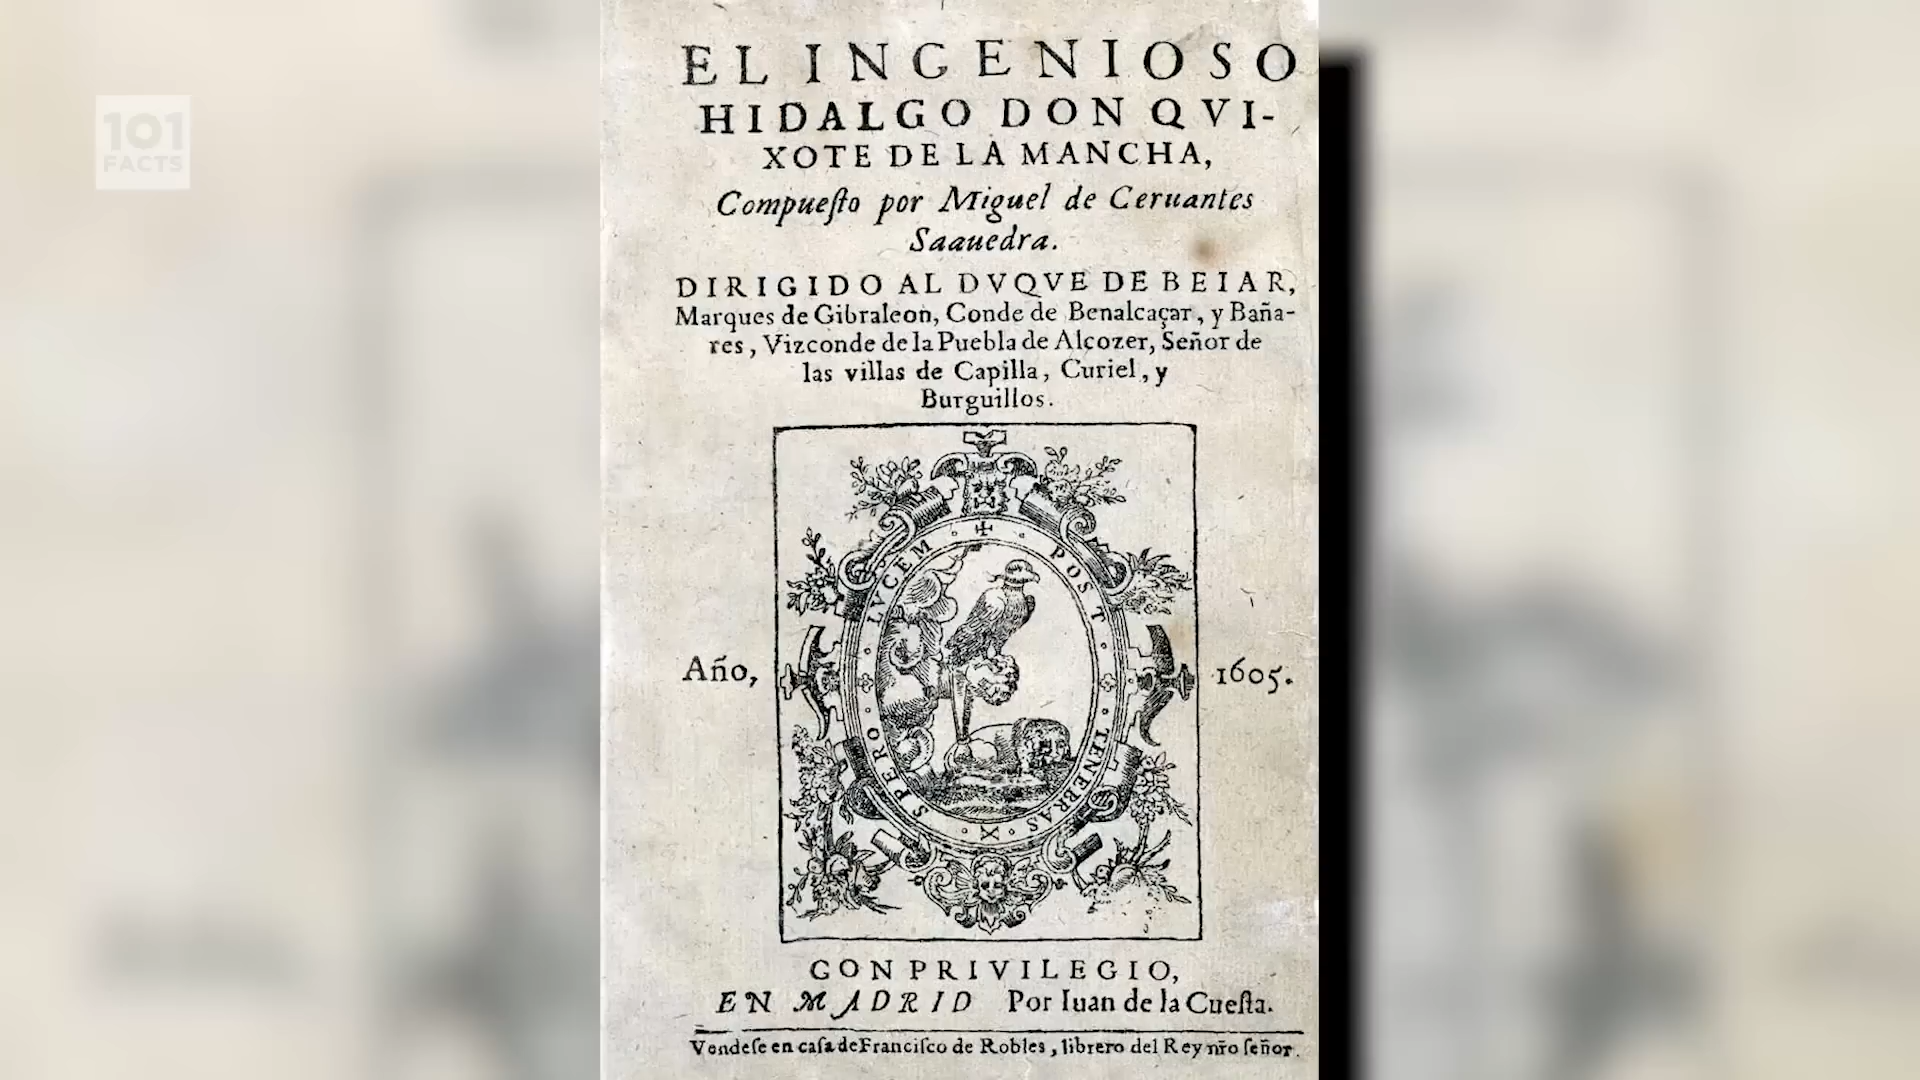 101
FACTS
EL INGENIOSO
HIDALGO DON QVI-
XOTE DE LA MANCHA,
Compueſto por Miguel de Ceruantes
Saauedra.
DIRIGIDO AL DVQVE DE BEIAR,
Marques de Gibraleon, Conde de Benalcaçar, y Baña-
res, Vizconde de la Puebla de Alcozer, Señor de
las villas de Capilla, Curiel, y
Burguillos.
POST TENEBRAS
SPERO LVCEM
Año, 1605.
CON PRIVILEGIO,
EN MADRID Por Iuan de la Cueſta.
Vendeſe en caſa de Franciſco de Robles, librero del Rey nr̃o ſeñor.